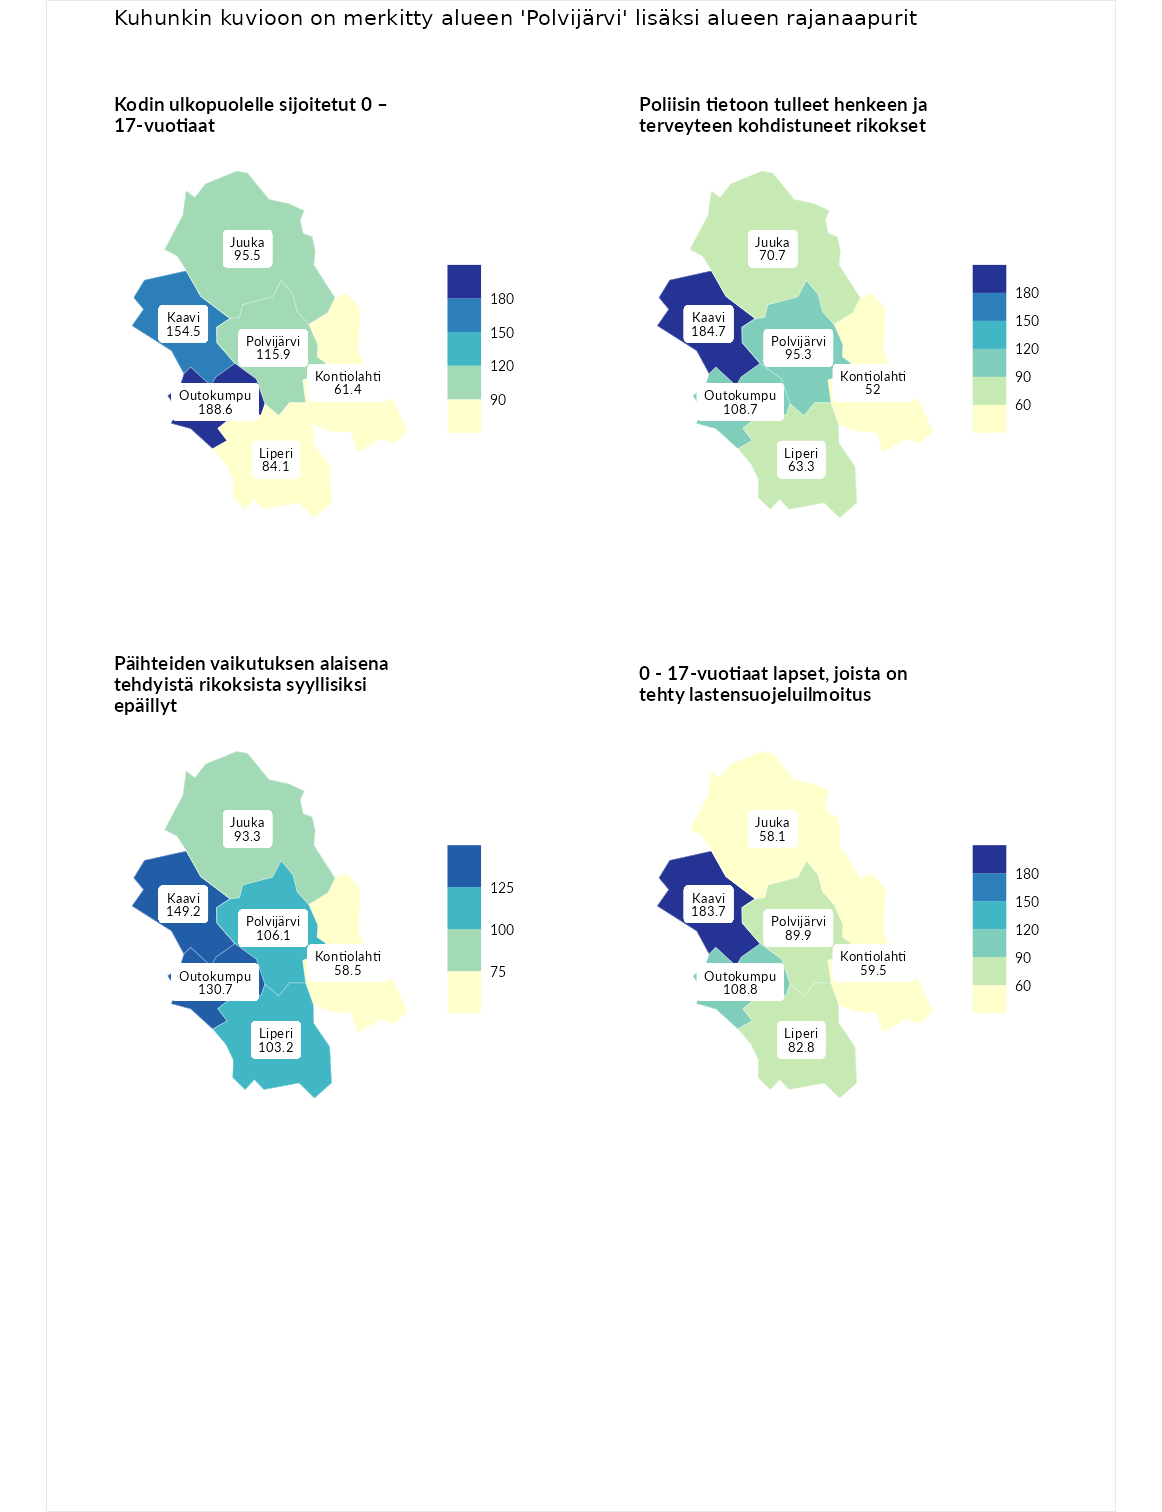 Kuhunkin kuvioon on merkitty alueen 'Polvijärvi' lisäksi alueen rajanaapurit
Kodin ulkopuolelle sijoitetut 0 –
17-vuotiaat
Juuka
95.5
Kaavi
154.5
Polvijärvi
115.9
Kontiolahti
61.4
Outokumpu
188.6
Liperi
84.1
180
150
120
90
Poliisin tietoon tulleet henkeen ja
terveyteen kohdistuneet rikokset
Juuka
70.7
Kaavi
184.7
Polvijärvi
95.3
Kontiolahti
52
Outokumpu
108.7
Liperi
63.3
180
150
120
90
60
Päihteiden vaikutuksen alaisena
tehdyistä rikoksista syyllisiksi
epäillyt
Juuka
93.3
Kaavi
149.2
Polvijärvi
106.1
Kontiolahti
58.5
Outokumpu
130.7
Liperi
103.2
125
100
75
0 - 17-vuotiaat lapset, joista on
tehty lastensuojeluilmoitus
Juuka
58.1
Kaavi
183.7
Polvijärvi
89.9
Kontiolahti
59.5
Outokumpu
108.8
Liperi
82.8
180
150
120
90
60